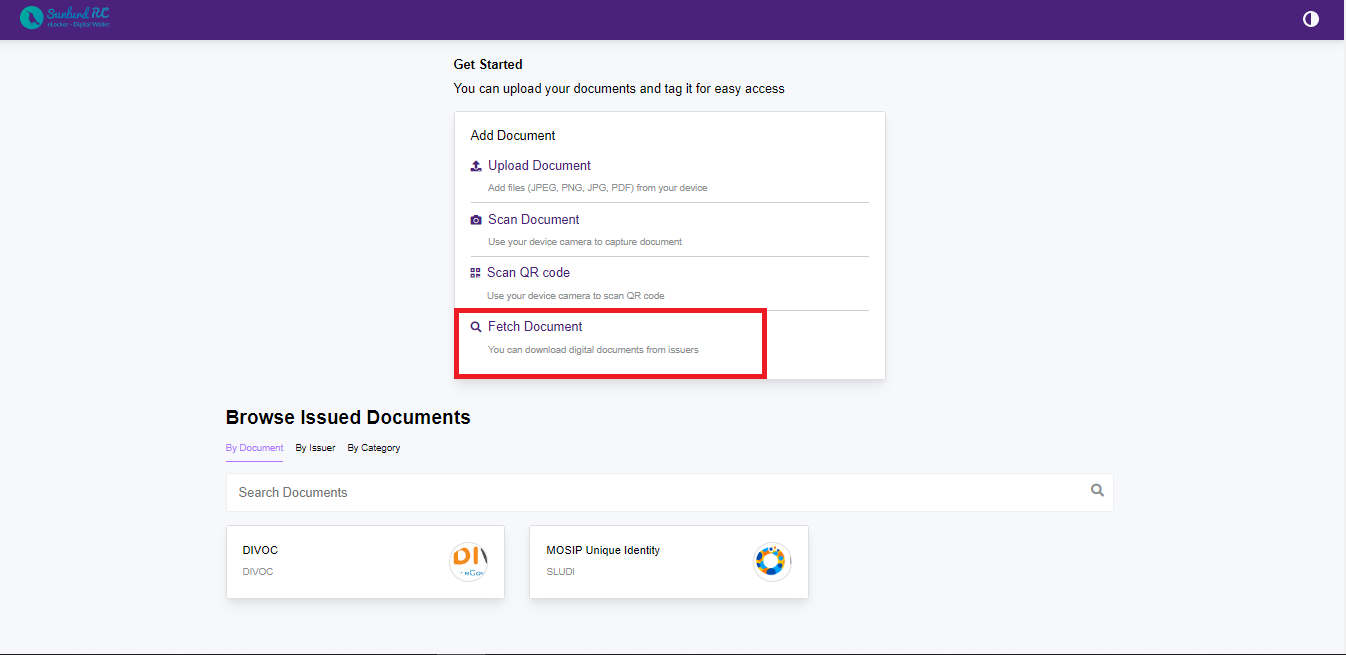 Sunbird RC
eLocker - Digital Wallet
Get Started
You can upload your documents and tag it for easy access
Add Document
Upload Document
Add files (JPEG, PNG, JPG, PDF) from your device
Scan Document
Use your device camera to capture document
Scan QR code
Use your device camera to scan QR code
Fetch Document
You can download digital documents from issuers
Browse Issued Documents
By Document By Issuer By Category
Search Documents
DIVOC
DIVOC
DIV
eGov
MOSIP Unique Identity
SLUDI